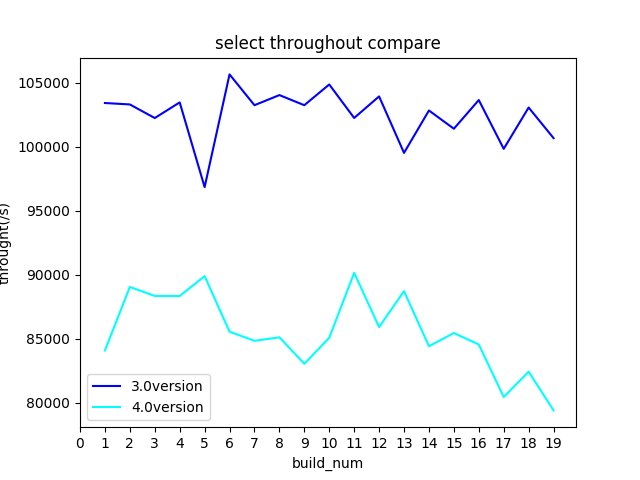 select throughout compare
105000
100000
95000
90000
85000
80000
throught(/s)
3.0version
4.0version
0 1 2 3 4 5 6 7 8 9 10 11 12 13 14 15 16 17 18 19
build_num